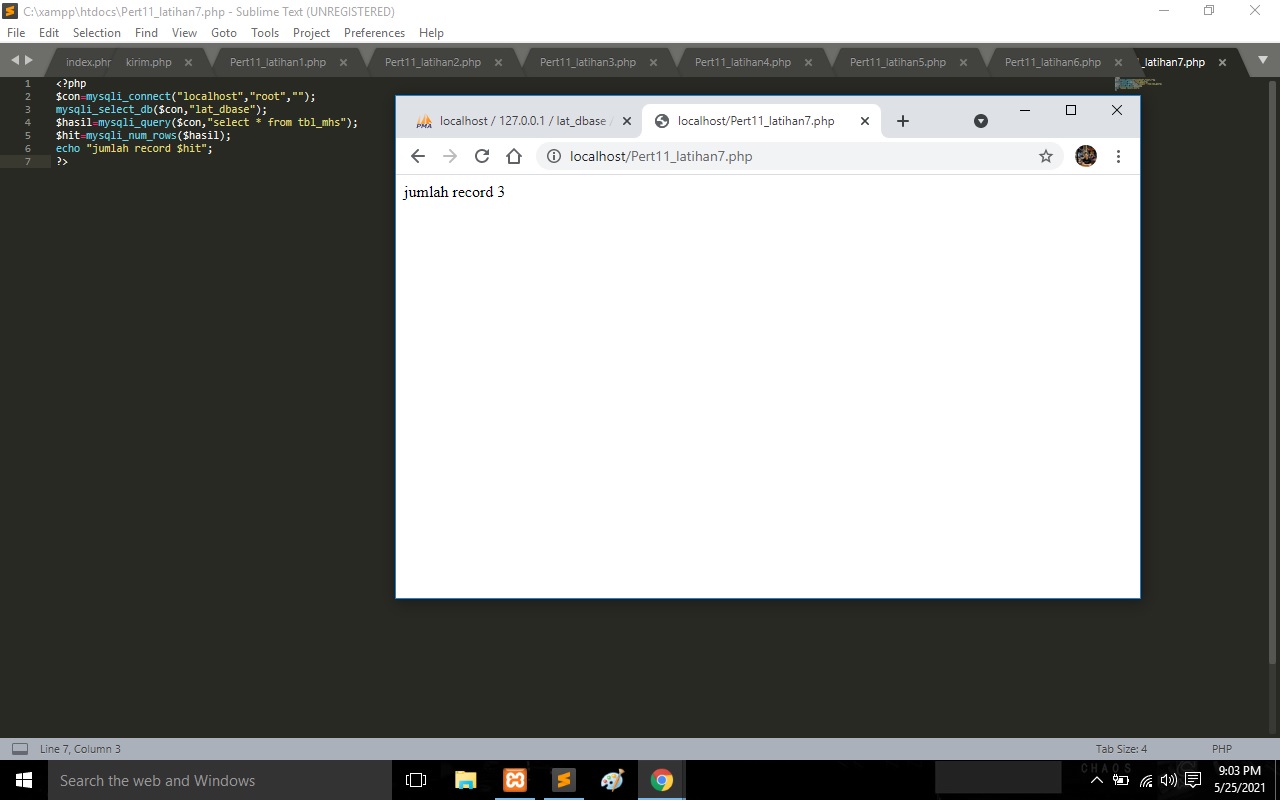 C:\xampp\htdocs\Pert11_latihan7.php - Sublime Text (UNREGISTERED)
File Edit Selection Find View Goto Tools Project Preferences Help
index.php kirim.php Pert11_latihan1.php Pert11_latihan2.php Pert11_latihan3.php Pert11_latihan4.php Pert11_latihan5.php Pert11_latihan6.php _latihan7.php
1 <?php
2 $con=mysqli_connect("localhost","root","");
3 mysqli_select_db($con,"lat_dbase");
4 $hasil=mysqli_query($con,"select * from tbl_mhs");
5 $hit=mysqli_num_rows($hasil);
6 echo "jumlah record $hit";
7 ?>
PMA localhost / 127.0.0.1 / lat_dbase / localhost/Pert11_latihan7.php
localhost/Pert11_latihan7.php
jumlah record 3
Line 7, Column 3 Tab Size: 4 PHP
CHAOS
Search the web and Windows
9:03 PM
5/25/2021